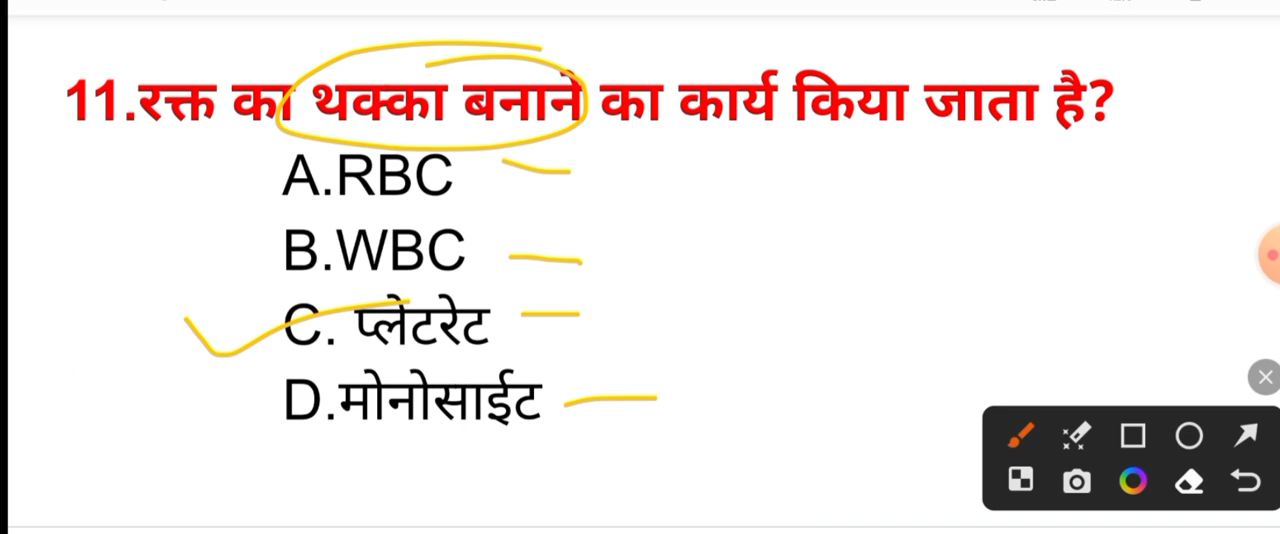 11.रक्त का थक्का बनाने का कार्य किया जाता है?
A.RBC
B.WBC
C. प्लेटरेट
D.मोनोसाईट